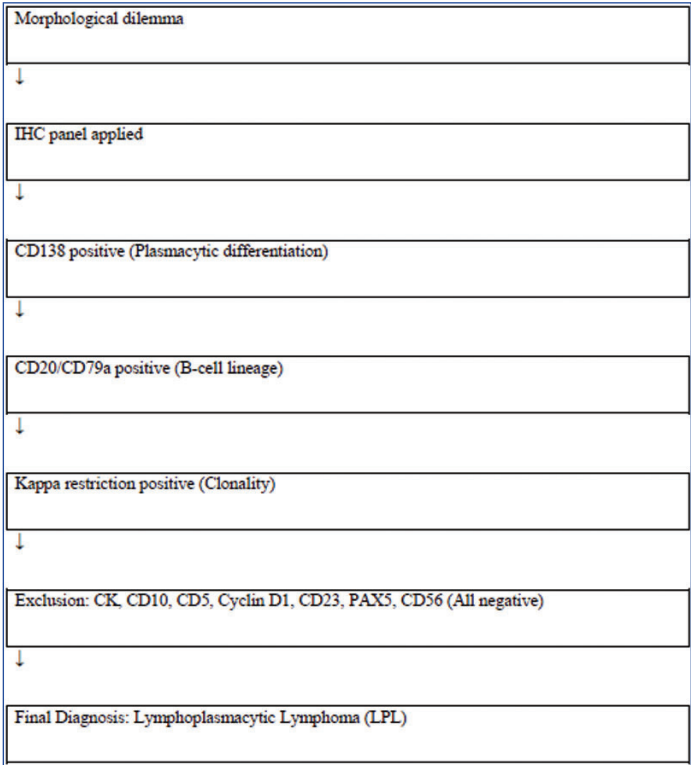 Morphological dilemma
↓
IHC panel applied
↓
CD138 positive (Plasmacytic differentiation)
↓
CD20/CD79a positive (B-cell lineage)
↓
Kappa restriction positive (Clonality)
↓
Exclusion: CK, CD10, CD5, Cyclin D1, CD23, PAX5, CD56 (All negative)
↓
Final Diagnosis: Lymphoplasmacytic Lymphoma (LPL)